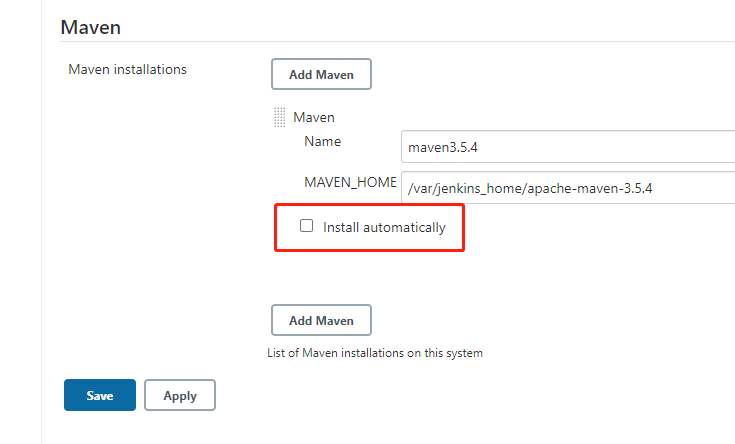 Maven
Maven installations
Add Maven
Maven
Name
maven3.5.4
MAVEN_HOME
/var/jenkins_home/apache-maven-3.5.4
Install automatically
Add Maven
List of Maven installations on this system
Save
Apply